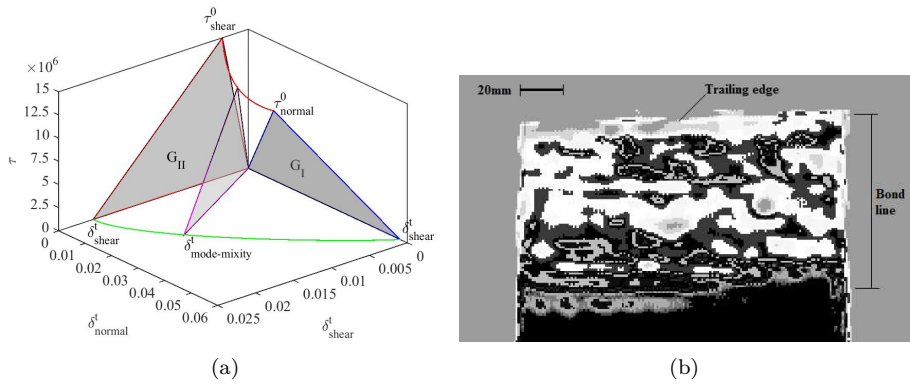 τ⁰shear
×10⁶
15
12.5
10
7.5
5
2.5
0
τ
τ⁰normal
G_II
G_I
δᵗshear
δᵗmode-mixity
δᵗshear
0
0.01
0.02
0.03
0.04
0.05
0.06
δᵗnormal
0.025
0.02
0.015
0.01
0.005
0
δᵗshear
(a)
20mm
Trailing edge
Bond
line
(b)